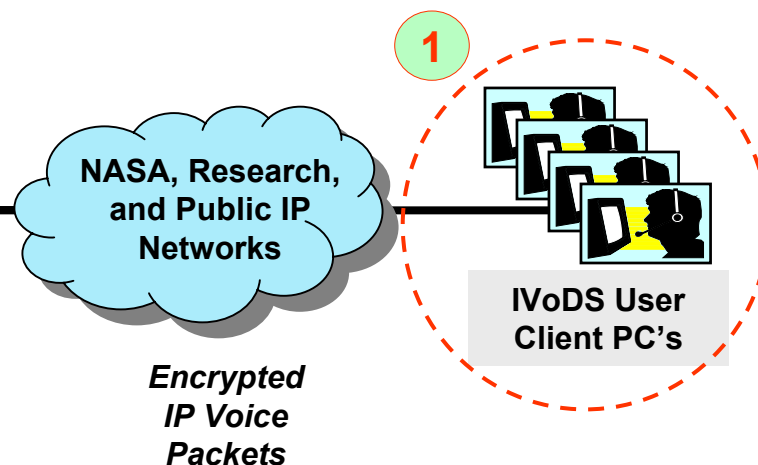 1
NASA, Research,
and Public IP
Networks
IVoDS User
Client PC's
Encrypted
IP Voice
Packets